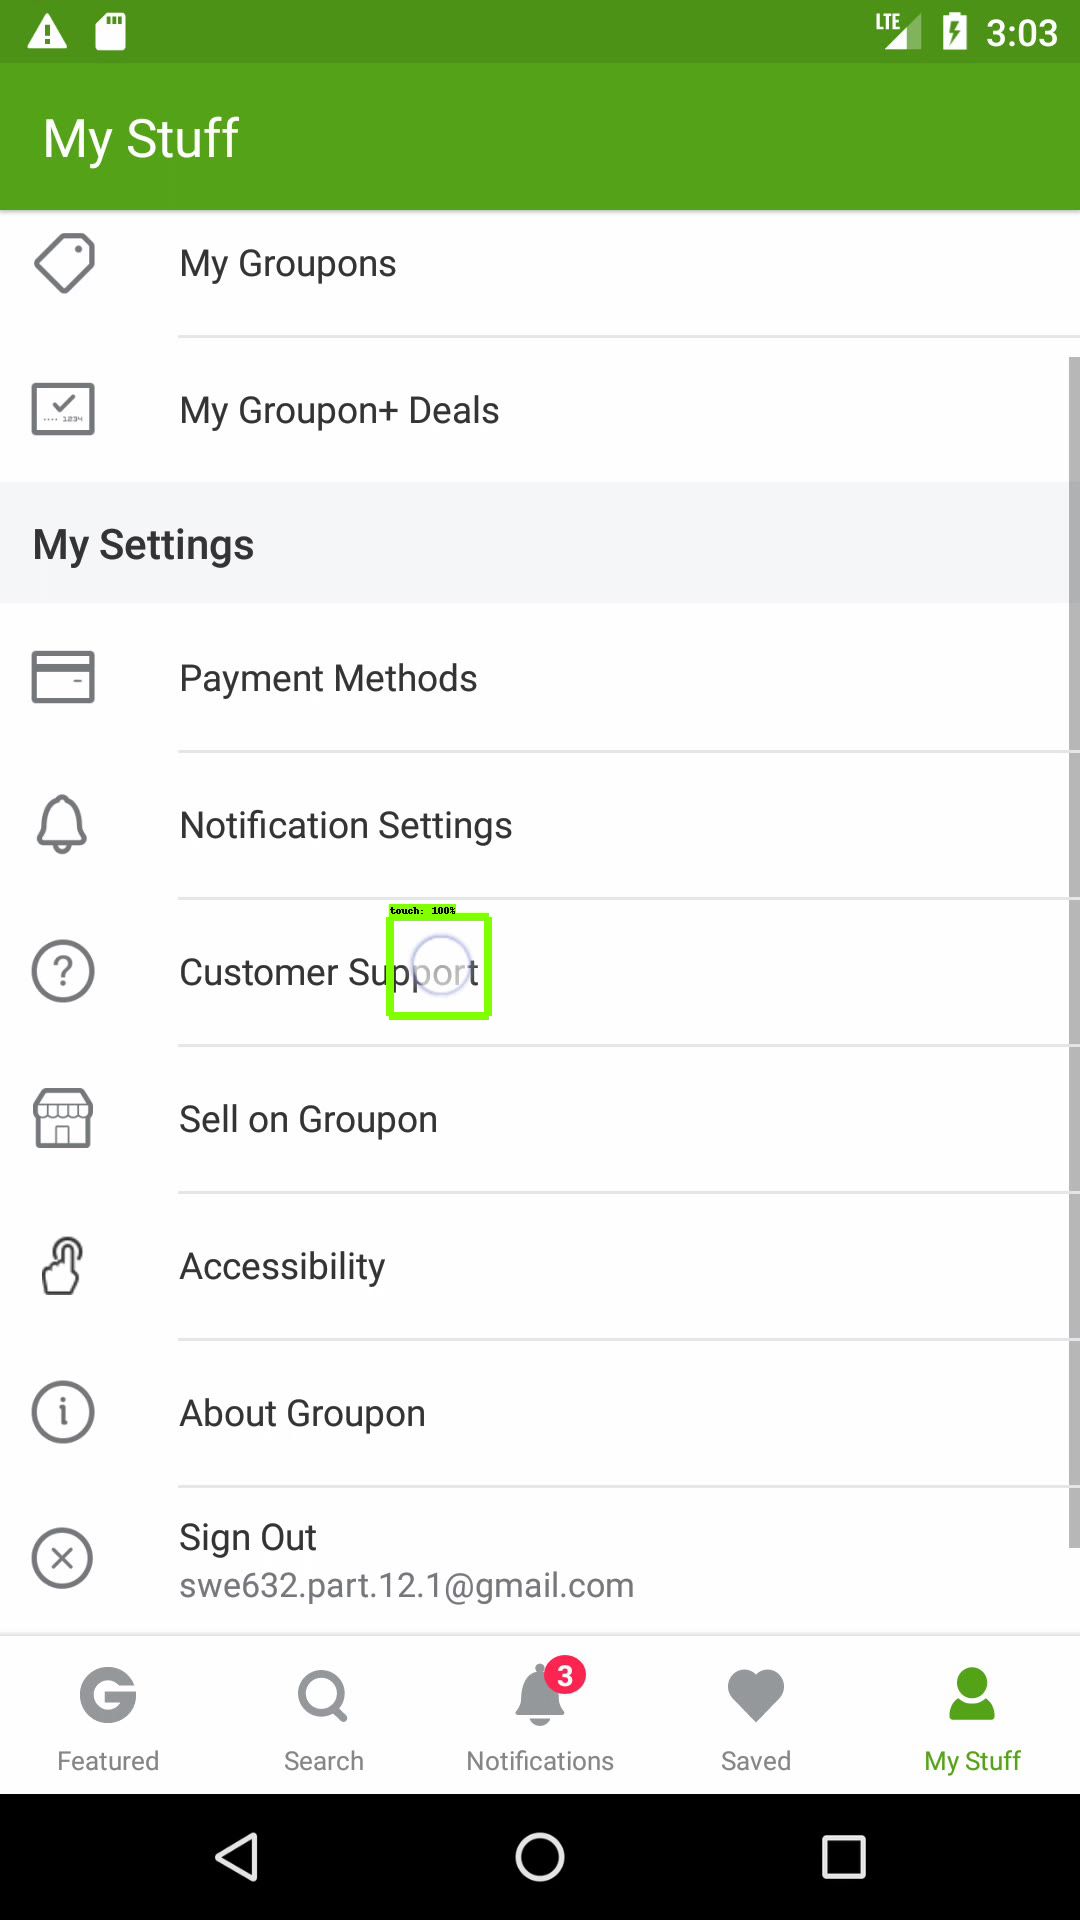 LTE 3:03
My Stuff
My Groupons
.... 1234
My Groupon+ Deals
My Settings
Payment Methods
Notification Settings
touch: 100%
Customer Support
Sell on Groupon
Accessibility
About Groupon
Sign Out
swe632.part.12.1@gmail.com
3
Featured Search Notifications Saved My Stuff